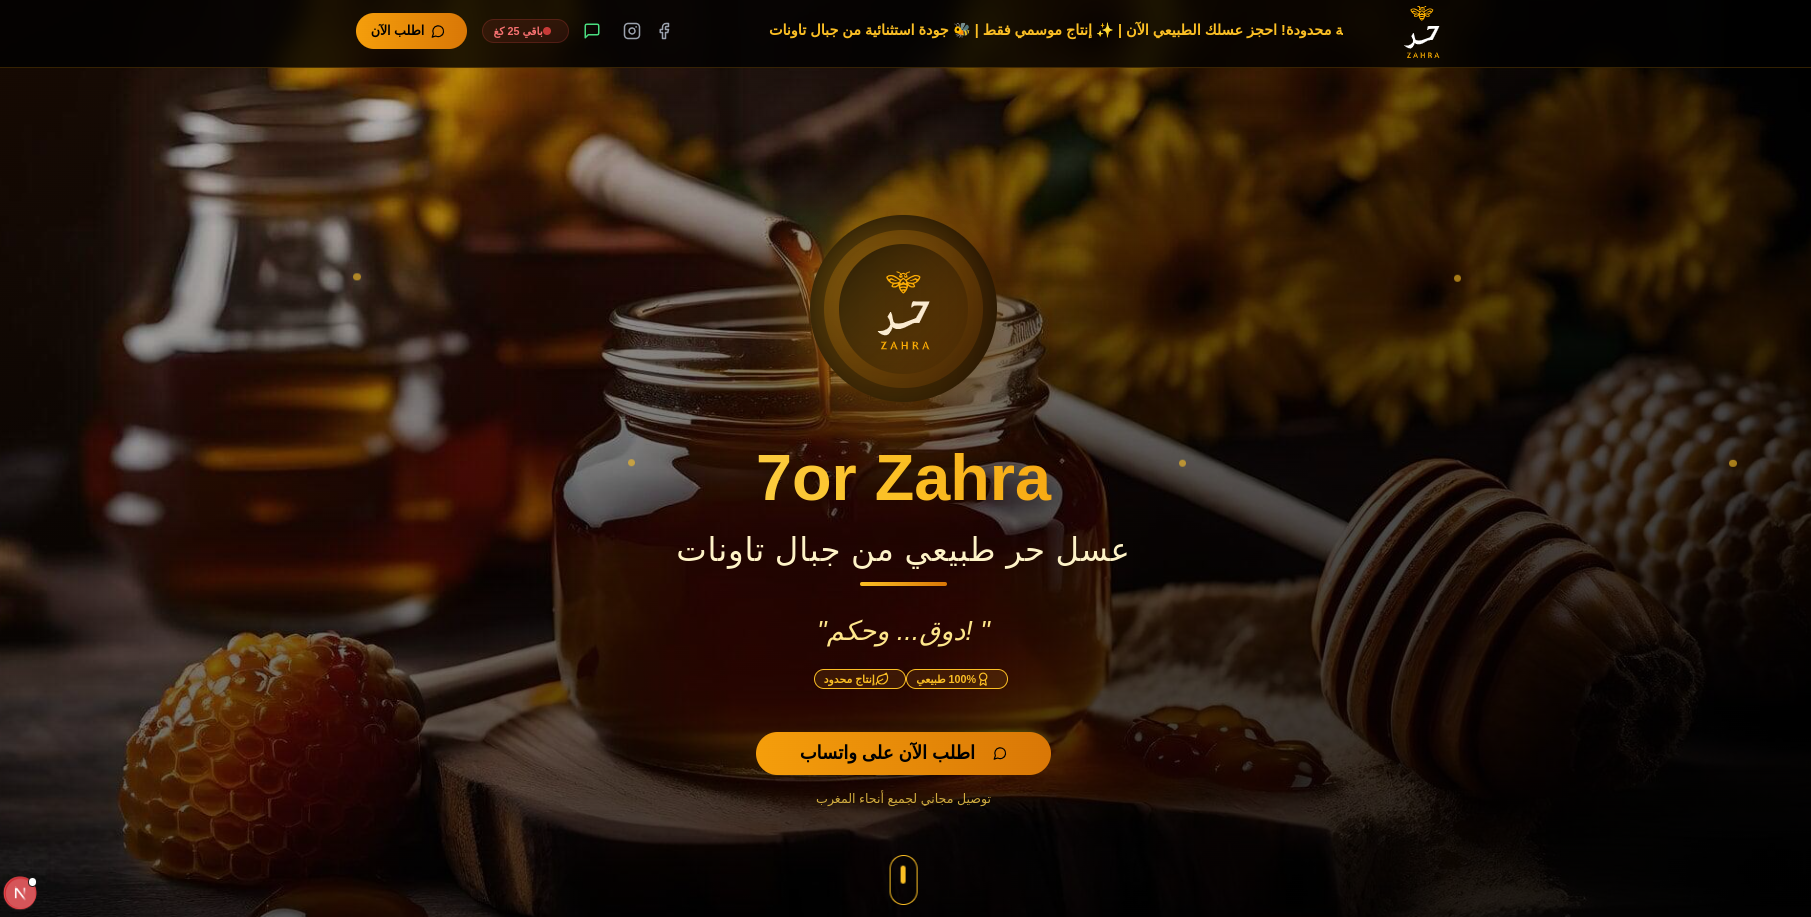 حر
ZAHRA
محدودة! احجز عسلك الطبيعي الآن | ✨ إنتاج موسمي فقط | 🐝 جودة استثنائية من جبال تاونات
باقي 25 كغ
اطلب الآن
حر
ZAHRA
7or Zahra
عسل حر طبيعي من جبال تاونات
"دوق... وحكم! "
100% طبيعي
إنتاج محدود
اطلب الآن على واتساب
توصيل مجاني لجميع أنحاء المغرب
N